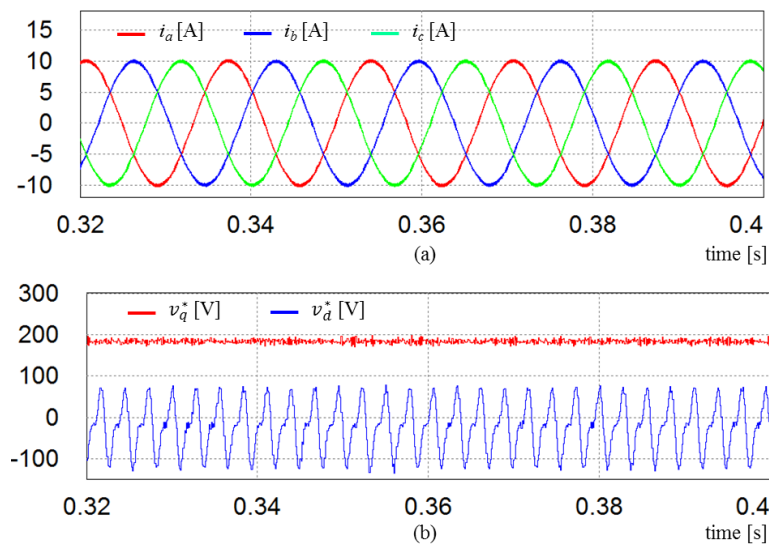 15
i_a [A] i_b [A] i_c [A]
10
5
0
-5
-10
0.32 0.34 0.36 0.38 0.4
(a) time [s]
300
v_q^* [V] v_d^* [V]
200
100
0
-100
0.32 0.34 0.36 0.38 0.4
(b) time [s]